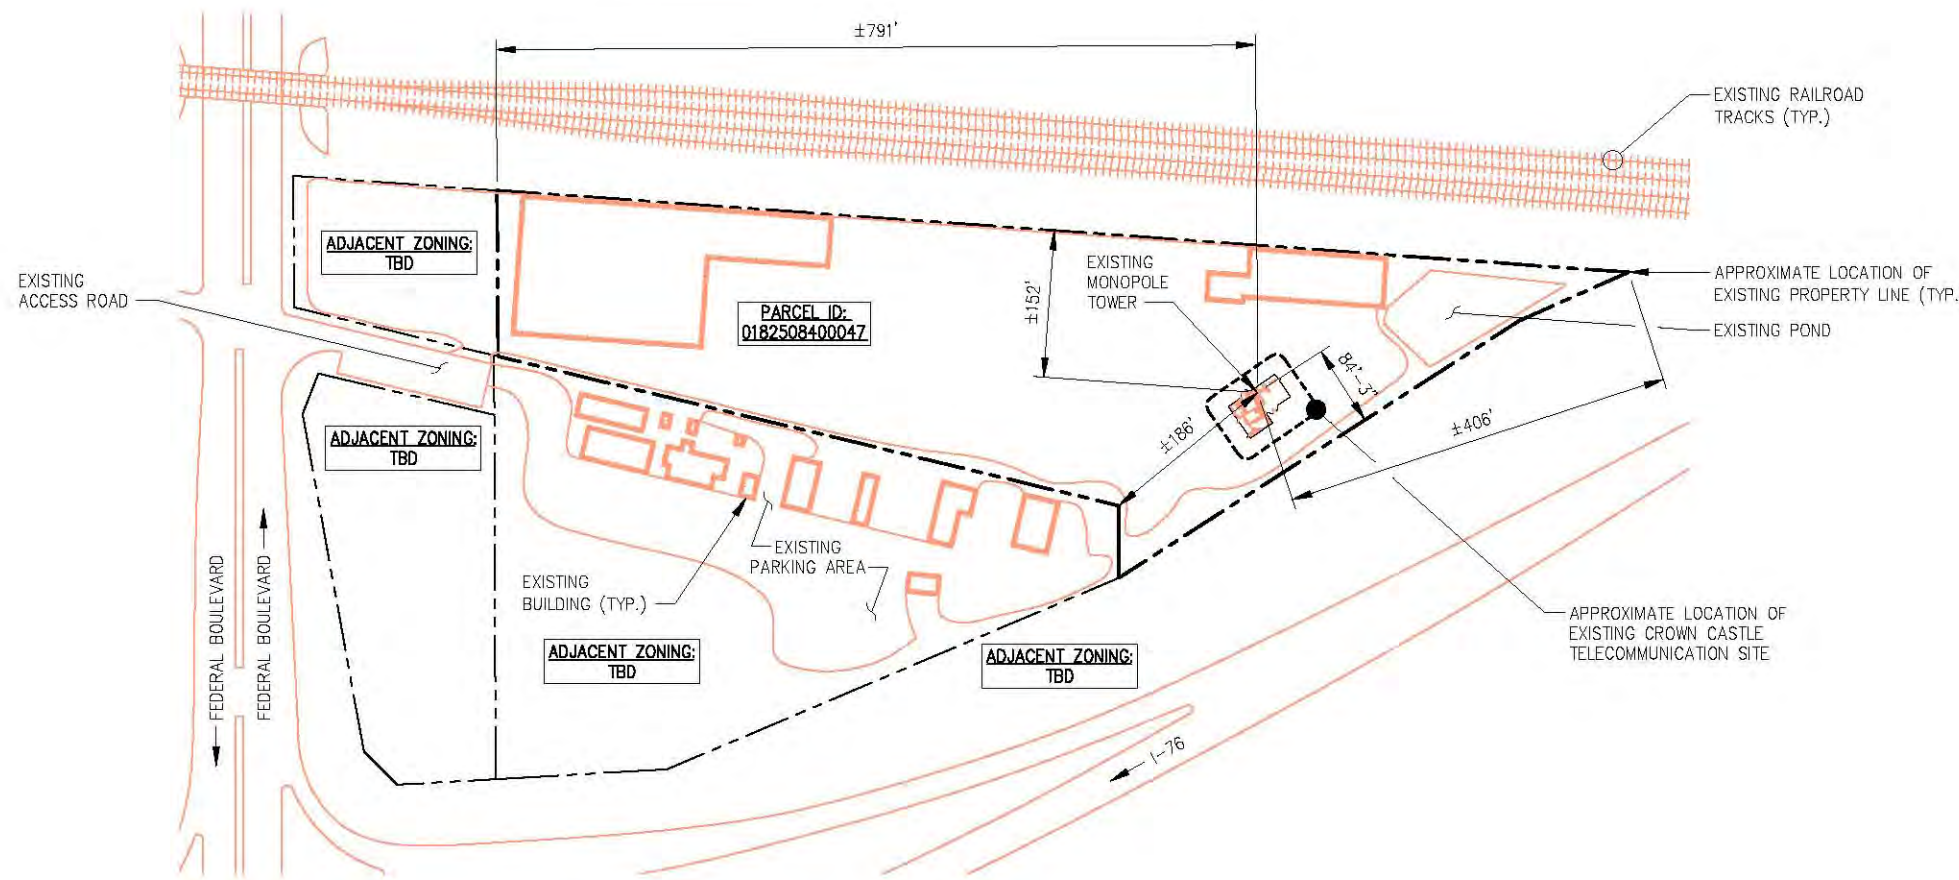 ±791'
EXISTING RAILROAD
TRACKS (TYP.)
ADJACENT ZONING:
TBD
EXISTING
ACCESS ROAD
PARCEL ID:
0182508400047
±152'
EXISTING
MONOPOLE
TOWER
APPROXIMATE LOCATION OF
EXISTING PROPERTY LINE (TYP.
EXISTING POND
84'-3"
±186'
±406'
ADJACENT ZONING:
TBD
EXISTING
PARKING AREA
EXISTING
BUILDING (TYP.)
FEDERAL BOULEVARD
FEDERAL BOULEVARD
ADJACENT ZONING:
TBD
ADJACENT ZONING:
TBD
APPROXIMATE LOCATION OF
EXISTING CROWN CASTLE
TELECOMMUNICATION SITE
I-76